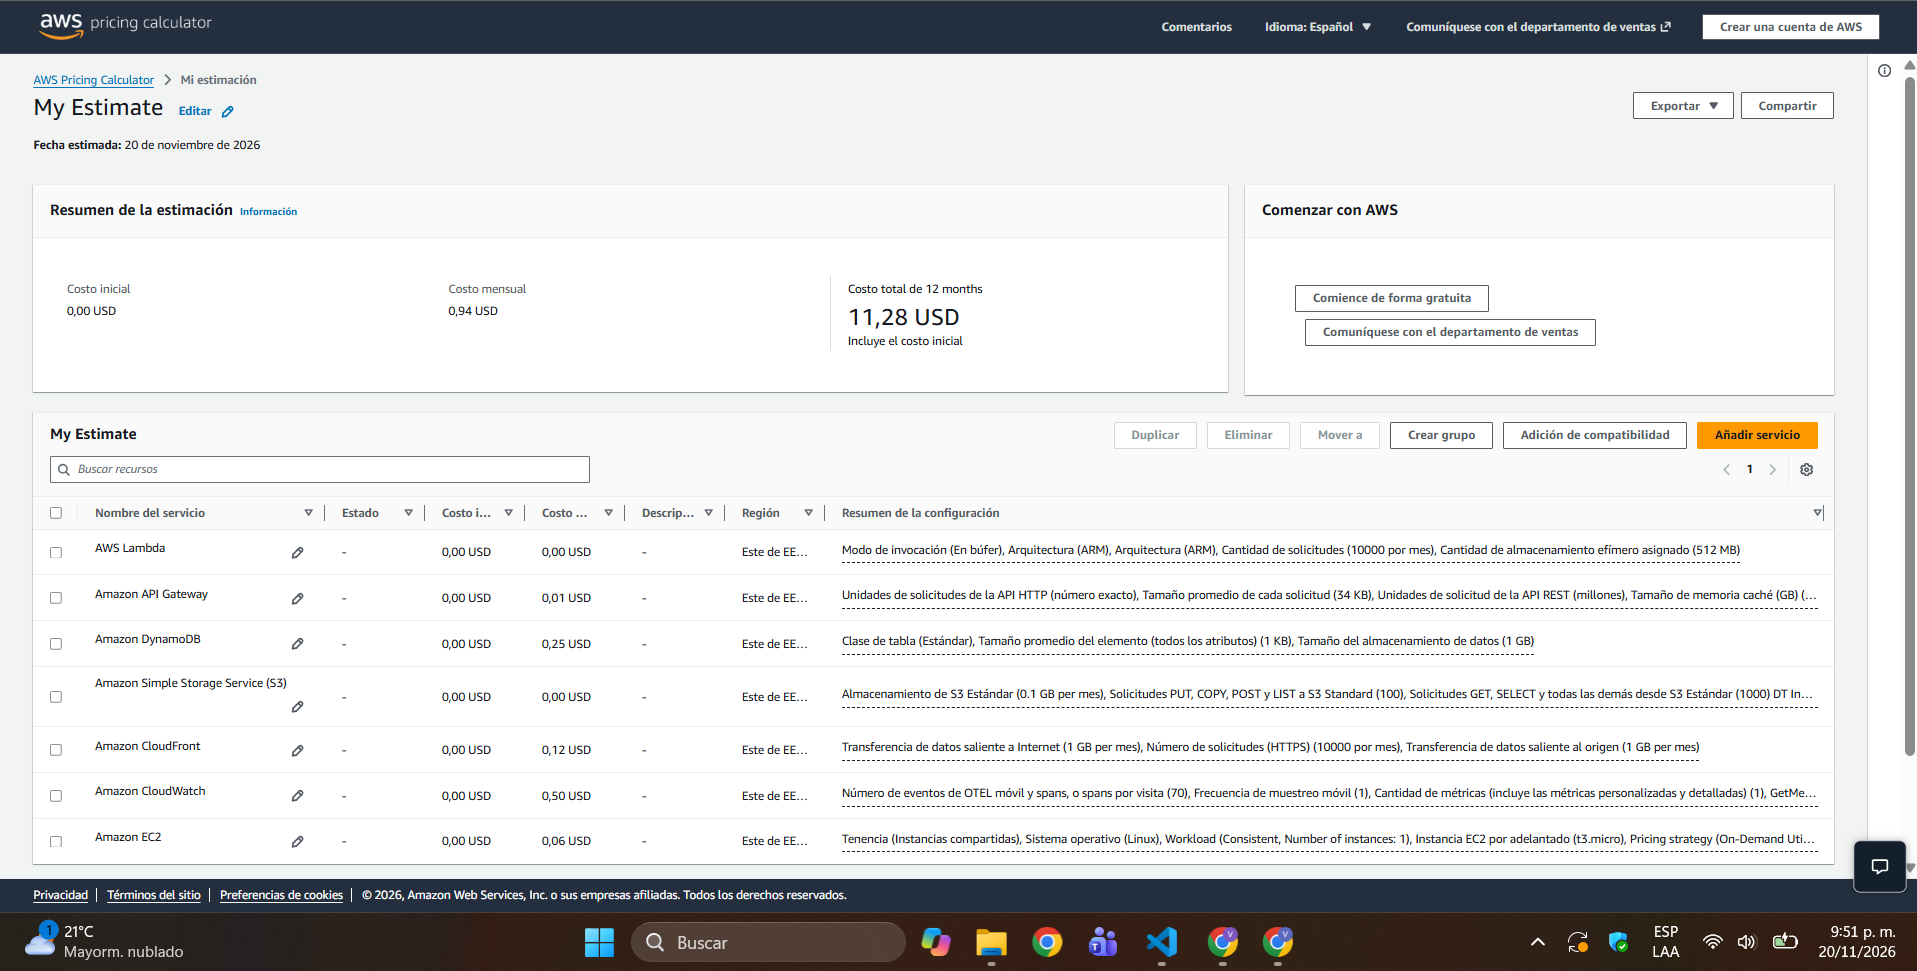 aws pricing calculator
Comentarios
Idioma: Español
Comuníquese con el departamento de ventas
Crear una cuenta de AWS
AWS Pricing Calculator
Mi estimación
My Estimate
Editar
Exportar
Compartir
Fecha estimada: 20 de noviembre de 2026
Resumen de la estimación Información
Costo inicial
0,00 USD
Costo mensual
0,94 USD
Costo total de 12 months
11,28 USD
Incluye el costo inicial
Comenzar con AWS
Comience de forma gratuita
Comuníquese con el departamento de ventas
My Estimate
Duplicar
Eliminar
Mover a
Crear grupo
Adición de compatibilidad
Añadir servicio
Buscar recursos
1
Nombre del servicio Estado Costo i... Costo ... Descrip... Región Resumen de la configuración
AWS Lambda - 0,00 USD 0,00 USD - Este de EE... Modo de invocación (En búfer), Arquitectura (ARM), Arquitectura (ARM), Cantidad de solicitudes (10000 por mes), Cantidad de almacenamiento efímero asignado (512 MB)
Amazon API Gateway - 0,00 USD 0,01 USD - Este de EE... Unidades de solicitudes de la API HTTP (número exacto), Tamaño promedio de cada solicitud (34 KB), Unidades de solicitud de la API REST (millones), Tamaño de memoria caché (GB) (...
Amazon DynamoDB - 0,00 USD 0,25 USD - Este de EE... Clase de tabla (Estándar), Tamaño promedio del elemento (todos los atributos) (1 KB), Tamaño del almacenamiento de datos (1 GB)
Amazon Simple Storage Service (S3) - 0,00 USD 0,00 USD - Este de EE... Almacenamiento de S3 Estándar (0.1 GB per mes), Solicitudes PUT, COPY, POST y LIST a S3 Standard (100), Solicitudes GET, SELECT y todas las demás desde S3 Estándar (1000) DT In...
Amazon CloudFront - 0,00 USD 0,12 USD - Este de EE... Transferencia de datos saliente a Internet (1 GB per mes), Número de solicitudes (HTTPS) (10000 por mes), Transferencia de datos saliente al origen (1 GB per mes)
Amazon CloudWatch - 0,00 USD 0,50 USD - Este de EE... Número de eventos de OTEL móvil y spans, o spans por visita (70), Frecuencia de muestreo móvil (1), Cantidad de métricas (incluye las métricas personalizadas y detalladas) (1), GetMe...
Amazon EC2 - 0,00 USD 0,06 USD - Este de EE... Tenencia (Instancias compartidas), Sistema operativo (Linux), Workload (Consistent, Number of instances: 1), Instancia EC2 por adelantado (t3.micro), Pricing strategy (On-Demand Uti...
Privacidad | Términos del sitio | Preferencias de cookies | © 2026, Amazon Web Services, Inc. o sus empresas afiliadas. Todos los derechos reservados.
1
21°C
Mayorm. nublado
Buscar
ESP
LAA
9:51 p. m.
20/11/2026